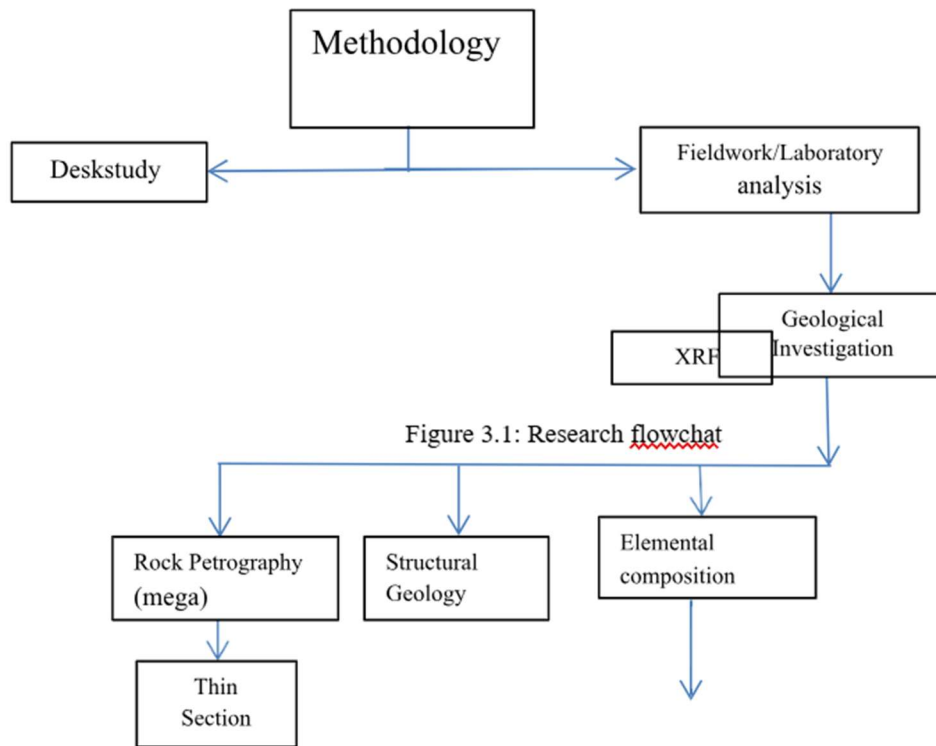 Methodology
Deskstudy
Fieldwork/Laboratory
analysis
Geological
Investigation
XRF
Figure 3.1: Research flowchat
Rock Petrography
(mega)
Structural
Geology
Elemental
composition
Thin
Section